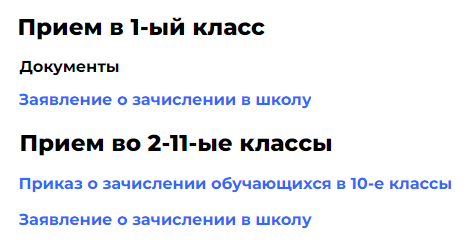 Прием в 1-ый класс
Документы
Заявление о зачислении в школу
Прием во 2-11-ые классы
Приказ о зачислении обучающихся в 10-е классы
Заявление о зачислении в школу